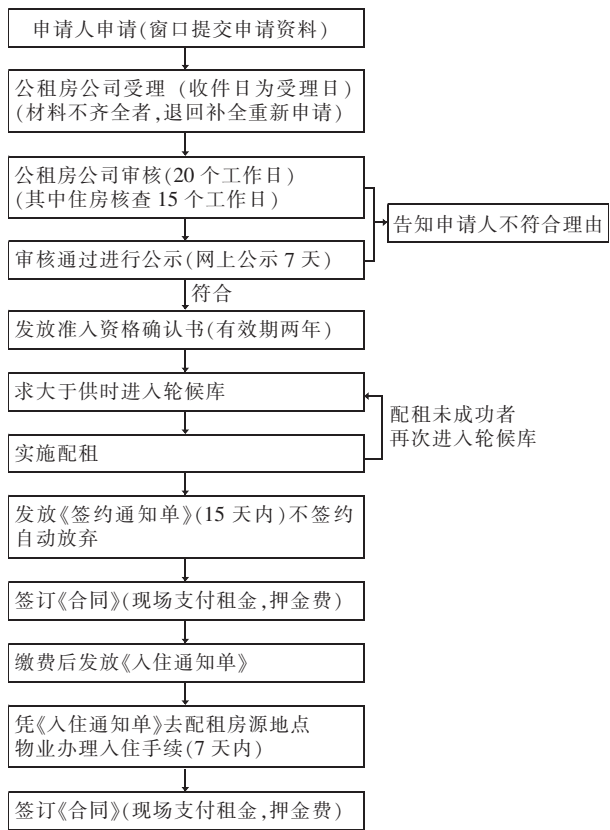 申请人申请(窗口提交申请资料)
公租房公司受理 (收件日为受理日)
(材料不齐全者,退回补全重新申请)
公租房公司审核(20 个工作日)
(其中住房核查 15 个工作日)
告知申请人不符合理由
审核通过进行公示(网上公示 7 天)
符合
发放准入资格确认书(有效期两年)
求大于供时进入轮候库
配租未成功者
再次进入轮候库
实施配租
发放《签约通知单》(15 天内)不签约
自动放弃
签订《合同》(现场支付租金,押金费)
缴费后发放《入住通知单》
凭《入住通知单》去配租房源地点
物业办理入住手续(7 天内)
签订《合同》(现场支付租金,押金费)